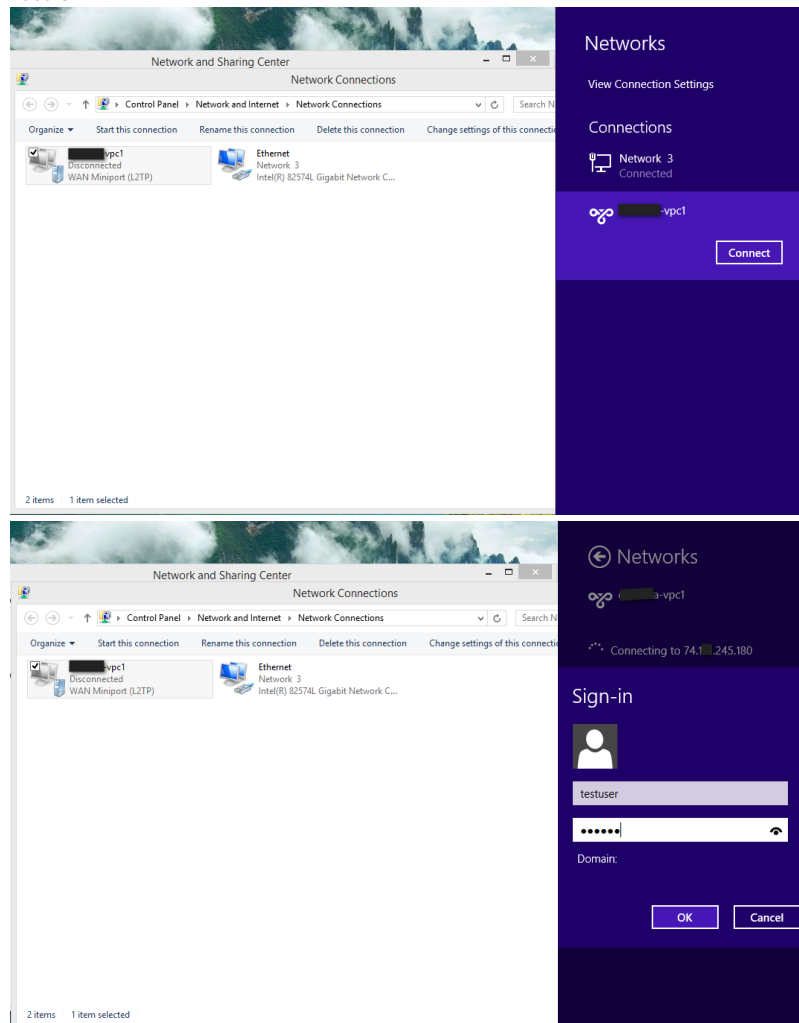 Networks
Network and Sharing Center
Network Connections
View Connection Settings
Control Panel Network and Internet Network Connections
Search N
Organize Start this connection Rename this connection Delete this connection Change settings of this connectio
Connections
vpc1
Disconnected
WAN Miniport (L2TP)
Ethernet
Network 3
Intel(R) 82574L Gigabit Network C...
Network 3
Connected
-vpc1
Connect
2 items 1 item selected
Networks
Network and Sharing Center
Network Connections
a-vpc1
Control Panel Network and Internet Network Connections
Search N
Organize Start this connection Rename this connection Delete this connection Change settings of this connectio
Connecting to 74.1 .245.180
-vpc1
Disconnected
WAN Miniport (L2TP)
Ethernet
Network 3
Intel(R) 82574L Gigabit Network C...
Sign-in
testuser
••••••
Domain:
OK Cancel
2 items 1 item selected